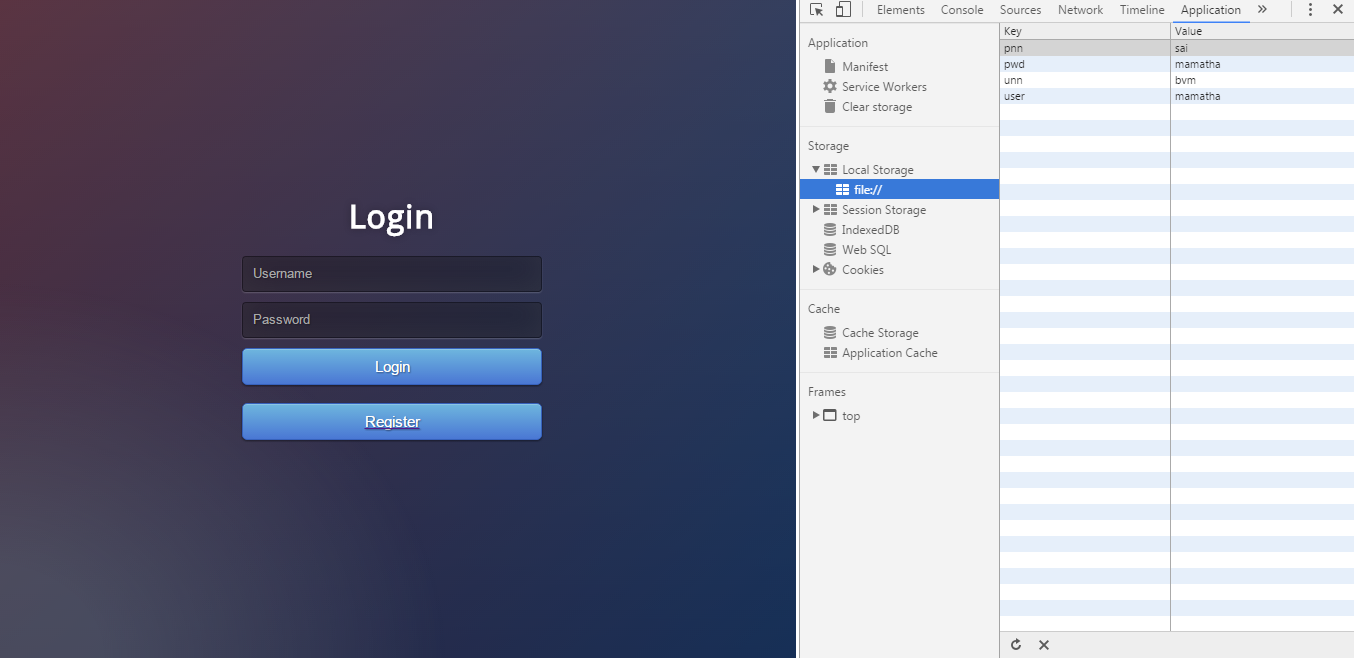 Login
Username
Password
Login
Register
Elements Console Sources Network Timeline Application »
Application
Manifest
Service Workers
Clear storage
Storage
Local Storage
file://
Session Storage
IndexedDB
Web SQL
Cookies
Cache
Cache Storage
Application Cache
Frames
top
Key Value
pnn sai
pwd mamatha
unn bvm
user mamatha